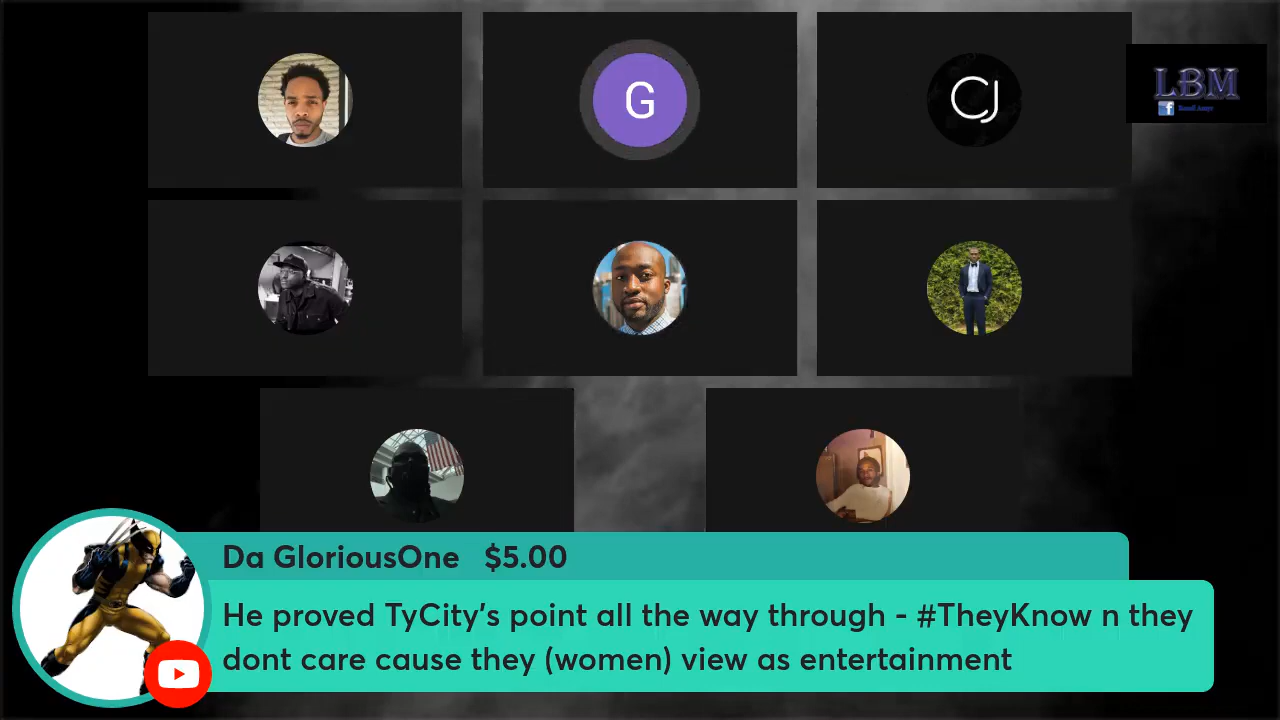 G
CJ
LBM
Da GloriousOne $5.00
He proved TyCity's point all the way through - #TheyKnow n they
dont care cause they (women) view as entertainment